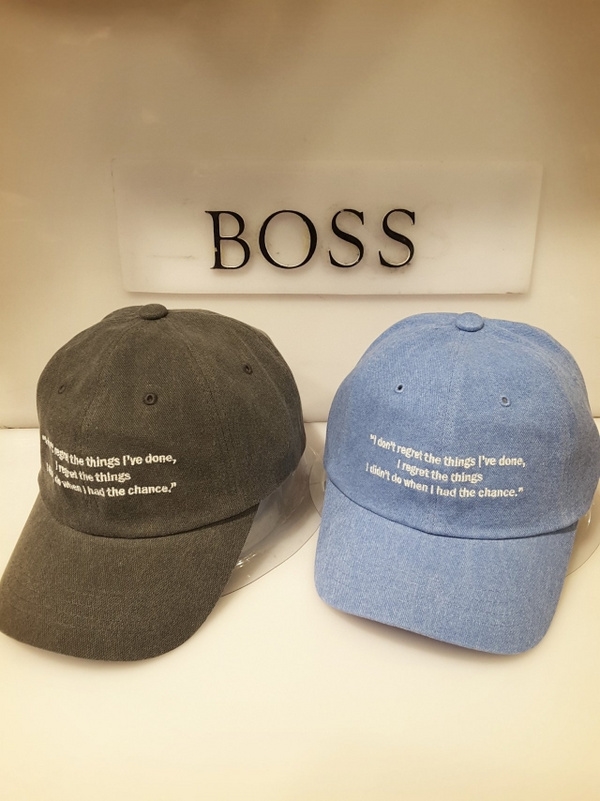 BOSS
regret the things I've done,
I regret the things
do when I had the chance.”
“I don't regret the things I've done,
I regret the things
I didn't do when I had the chance.”